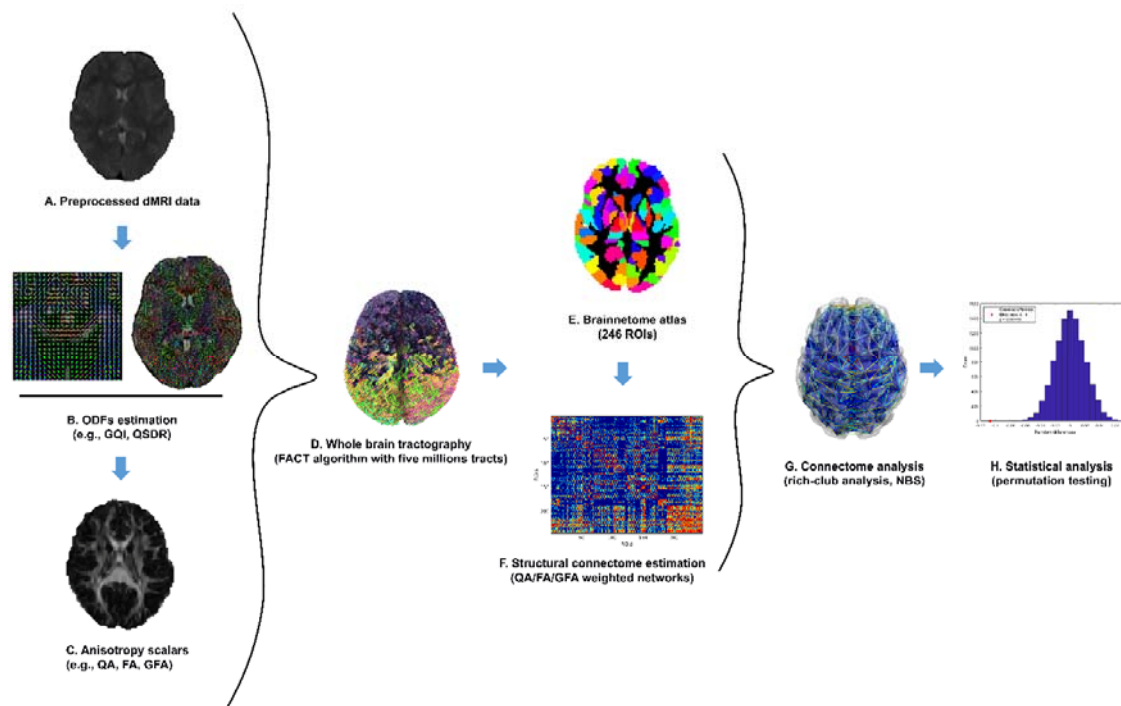 A. Preprocessed dMRI data
B. ODFs estimation
(e.g., GQI, QSDR)
C. Anisotropy scalars
(e.g., QA, FA, GFA)
D. Whole brain tractography
(FACT algorithm with five millions tracts)
E. Brainnetome atlas
(246 ROIs)
F. Structural connectome estimation
(QA/FA/GFA weighted networks)
G. Connectome analysis
(rich-club analysis, NBS)
H. Statistical analysis
(permutation testing)
Random differences